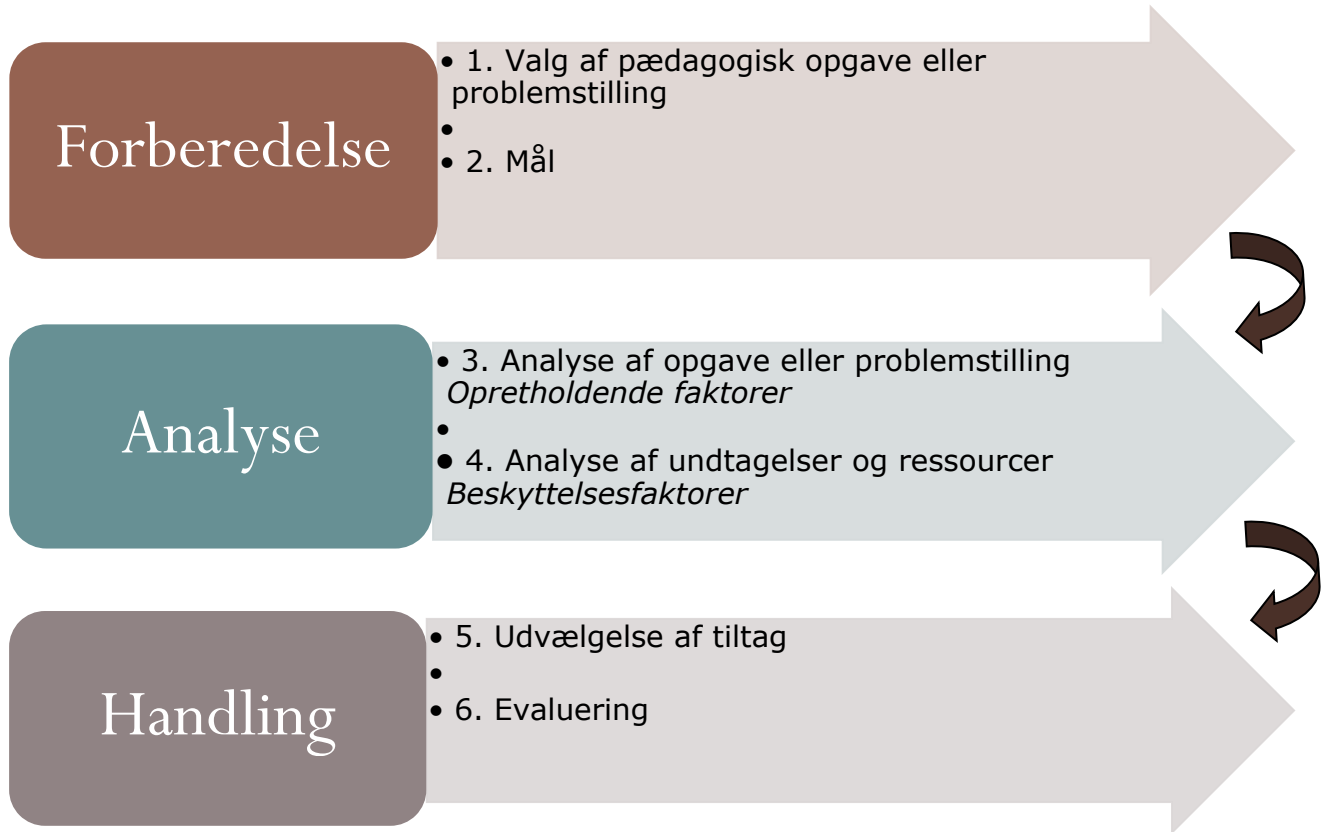 Forberedelse
• 1. Valg af pædagogisk opgave eller
problemstilling
•
• 2. Mål
Analyse
• 3. Analyse af opgave eller problemstilling
Opretholdende faktorer
•
• 4. Analyse af undtagelser og ressourcer
Beskyttelsesfaktorer
Handling
• 5. Udvælgelse af tiltag
•
• 6. Evaluering